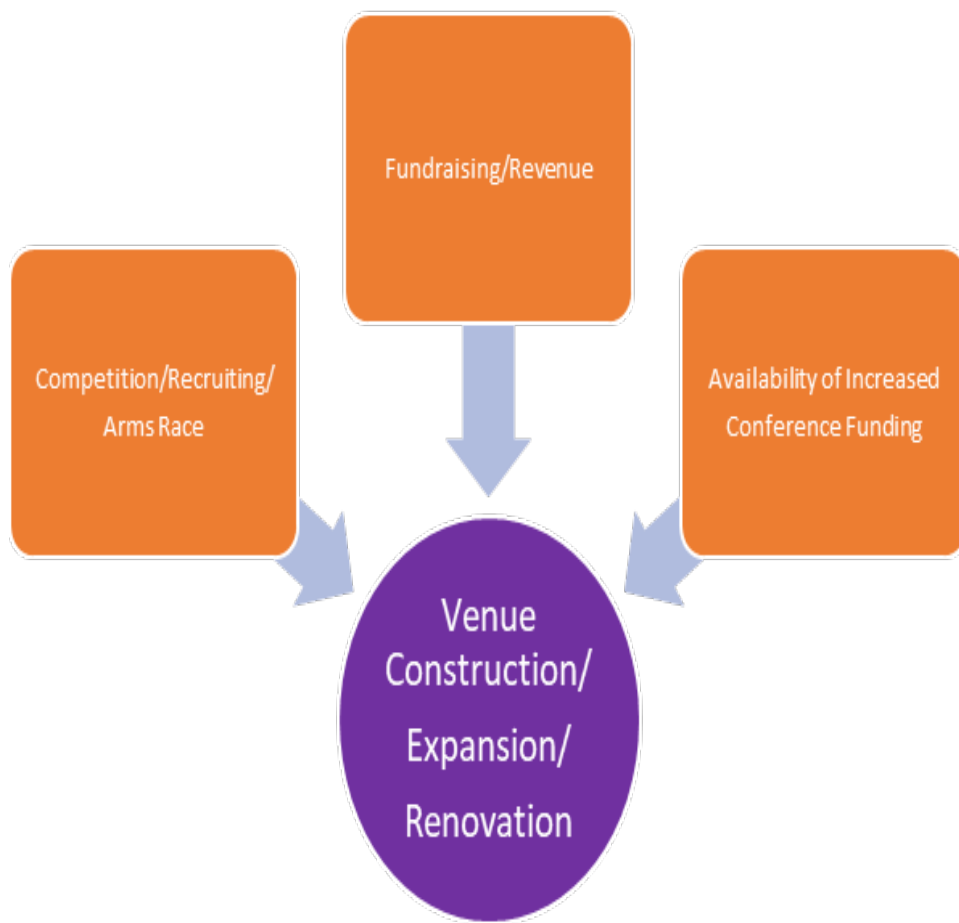 Fundraising/Revenue
Competition/Recruiting/
Arms Race
Availability of Increased
Conference Funding
Venue
Construction/
Expansion/
Renovation